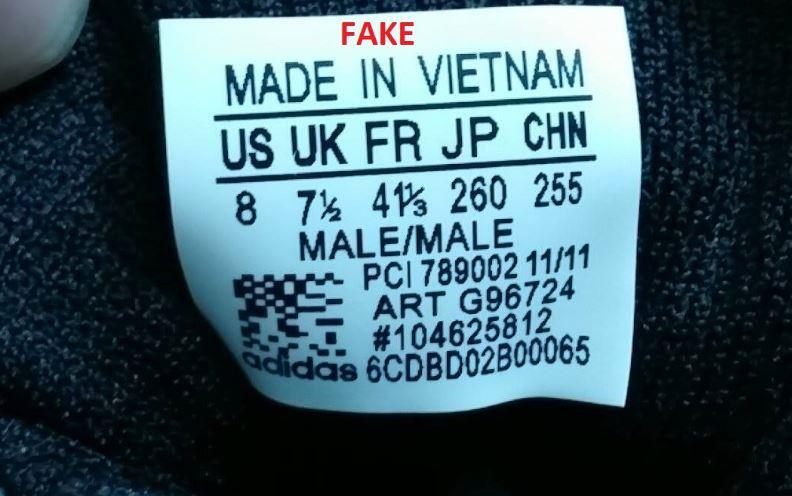 FAKE
MADE IN VIETNAM
US UK FR JP CHN
8 7½ 41⅓ 260 255
MALE/MALE
PCI 789002 11/11
ART G96724
#104625812
adidas 6CDBD02B00065